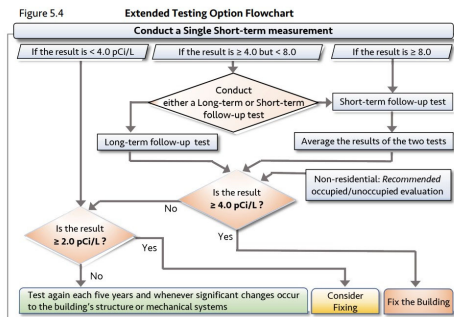 Figure 5.4 Extended Testing Option Flowchart
Conduct a Single Short-term measurement
If the result is < 4.0 pCi/L
If the result is ≥ 4.0 but < 8.0
If the result is ≥ 8.0
Conduct
either a Long-term or Short-term
follow-up test
Short-term follow-up test
Long-term follow-up test
Average the results of the two tests
Non-residential: Recommended
occupied/unoccupied evaluation
Is the result
≥ 4.0 pCi/L ?
No
Yes
Is the result
≥ 2.0 pCi/L ?
Yes
No
Test again each five years and whenever significant changes occur
to the building's structure or mechanical systems
Consider
Fixing
Fix the Building